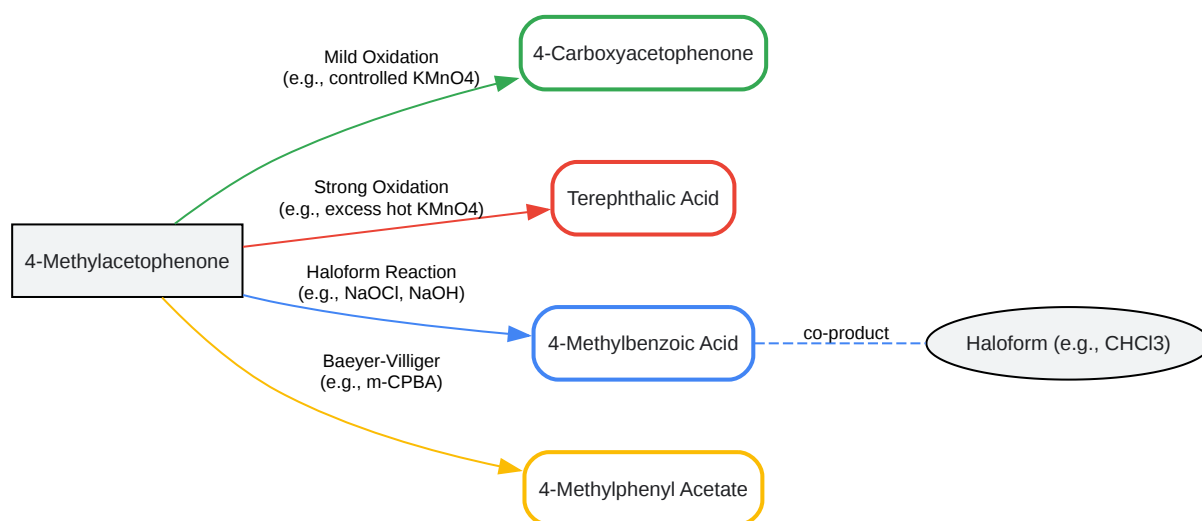 Mild Oxidation
(e.g., controlled KMnO4)
4-Carboxyacetophenone
Strong Oxidation
(e.g., excess hot KMnO4)
Terephthalic Acid
4-Methylacetophenone
Haloform Reaction
(e.g., NaOCl, NaOH)
4-Methylbenzoic Acid
co-product
Haloform (e.g., CHCl3)
Baeyer-Villiger
(e.g., m-CPBA)
4-Methylphenyl Acetate